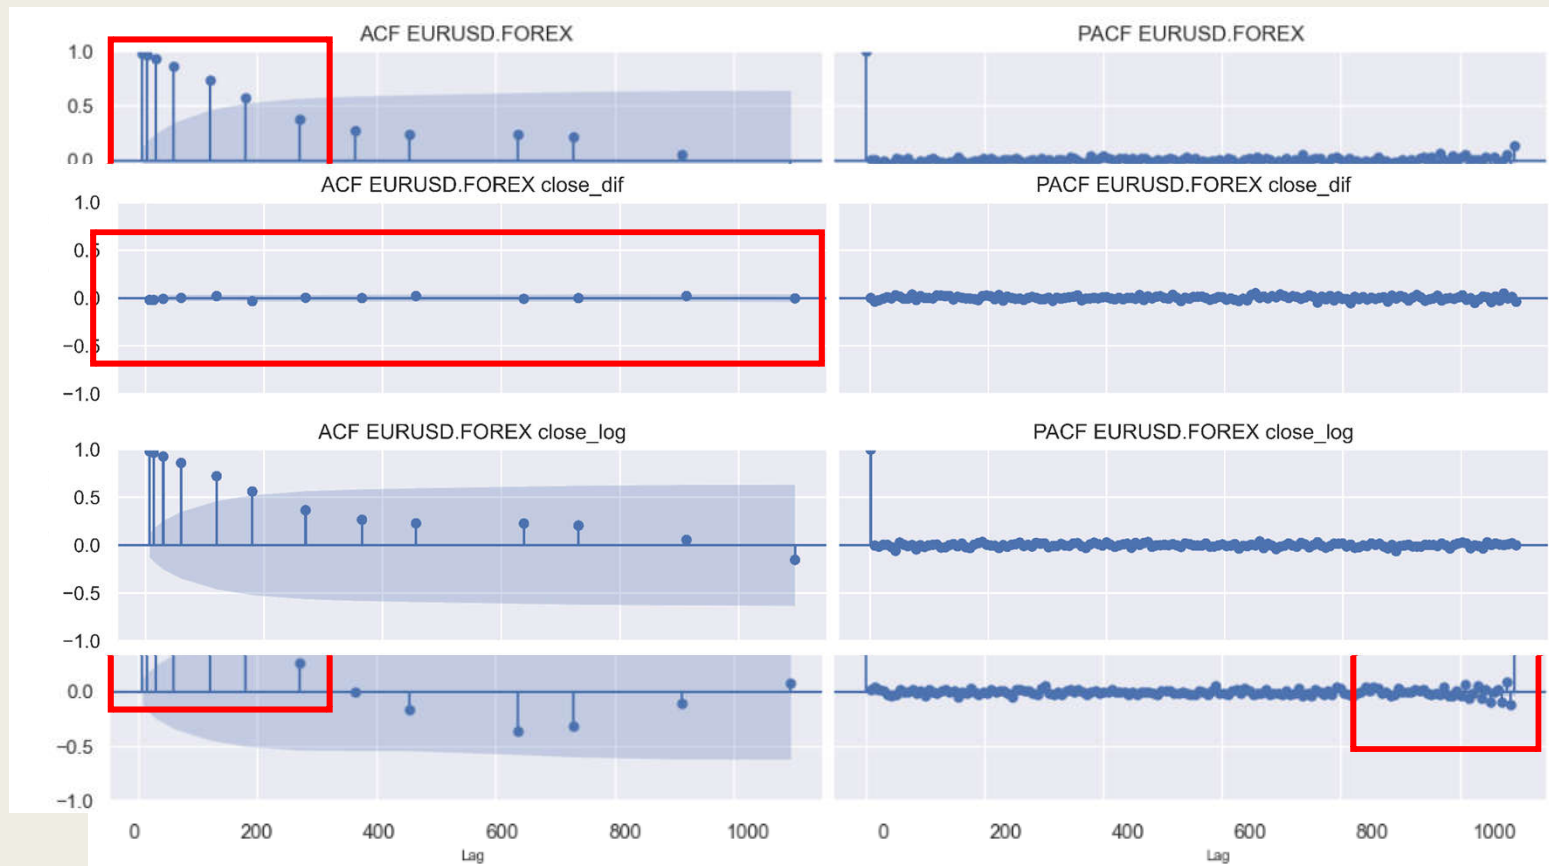 ACF EURUSD.FOREX
PACF EURUSD.FOREX
1.0
0.5
0.0
ACF EURUSD.FOREX close_dif
PACF EURUSD.FOREX close_dif
1.0
0.5
0.0
−0.5
−1.0
ACF EURUSD.FOREX close_log
PACF EURUSD.FOREX close_log
1.0
0.5
0.0
−0.5
−1.0
0.0
−0.5
−1.0
0 200 400 600 800 1000
0 200 400 600 800 1000
Lag
Lag